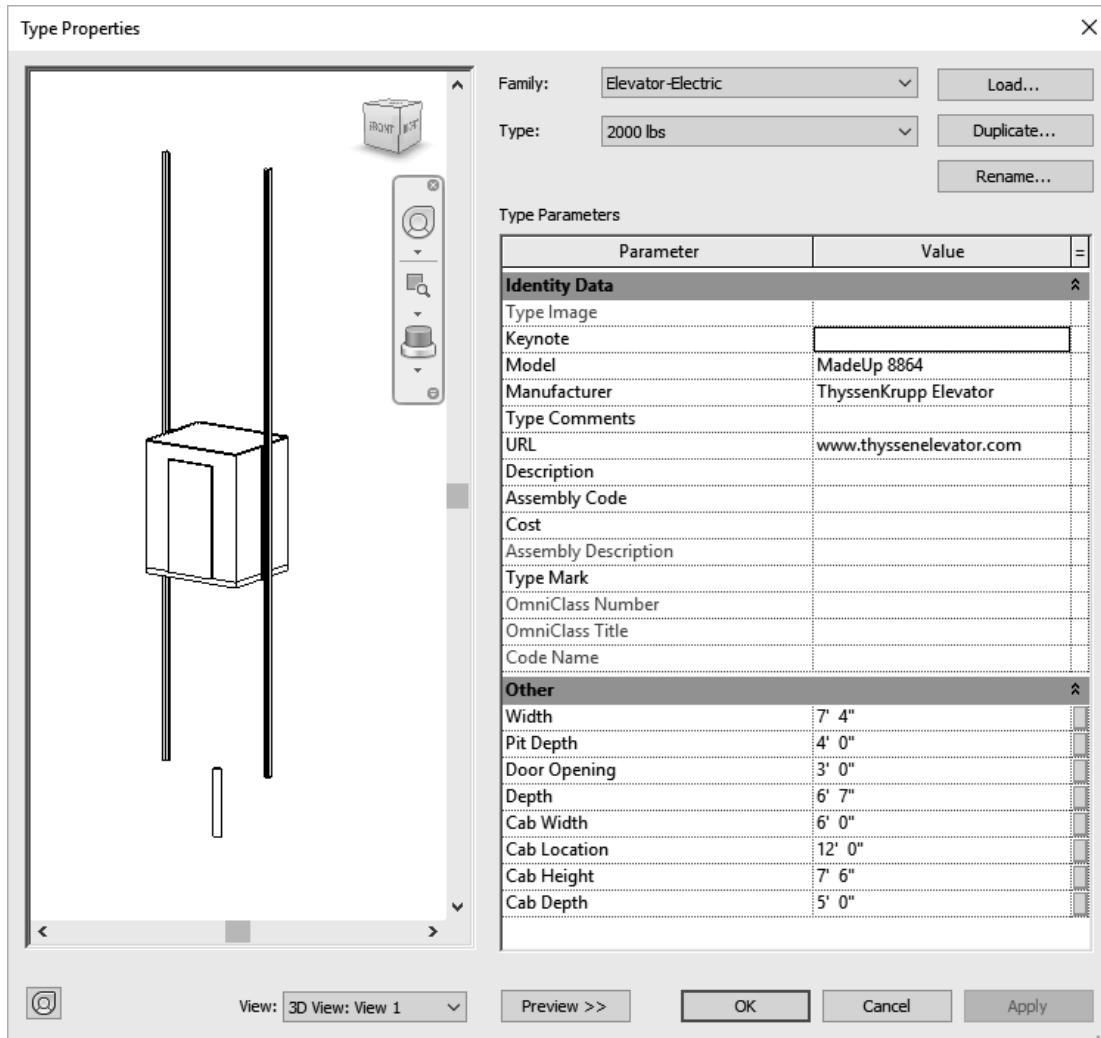 Type Properties
FRONT
Family:
Elevator-Electric
Load...
Type:
2000 lbs
Duplicate...
Rename...
Type Parameters
Parameter Value =
Identity Data
Type Image
Keynote
Model MadeUp 8864
Manufacturer ThyssenKrupp Elevator
Type Comments
URL www.thyssenelevator.com
Description
Assembly Code
Cost
Assembly Description
Type Mark
OmniClass Number
OmniClass Title
Code Name
Other
Width 7' 4"
Pit Depth 4' 0"
Door Opening 3' 0"
Depth 6' 7"
Cab Width 6' 0"
Cab Location 12' 0"
Cab Height 7' 6"
Cab Depth 5' 0"
View: 3D View: View 1
Preview >>
OK
Cancel
Apply